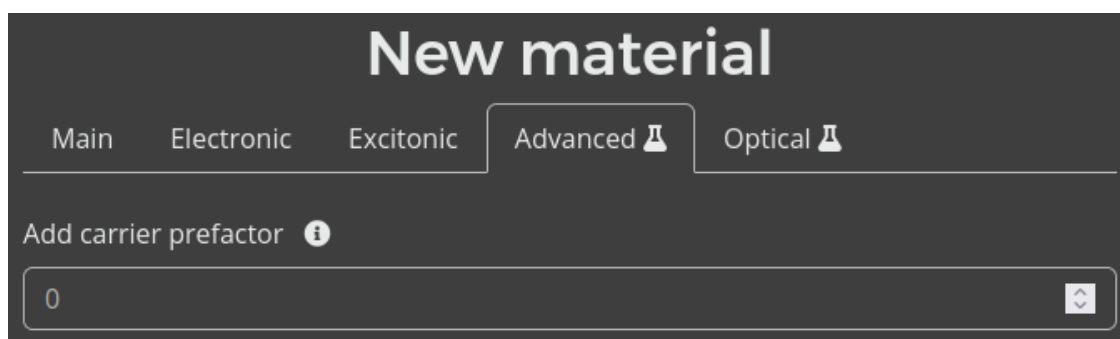 New material
Main Electronic Excitonic Advanced Optical
Add carrier prefactor
0